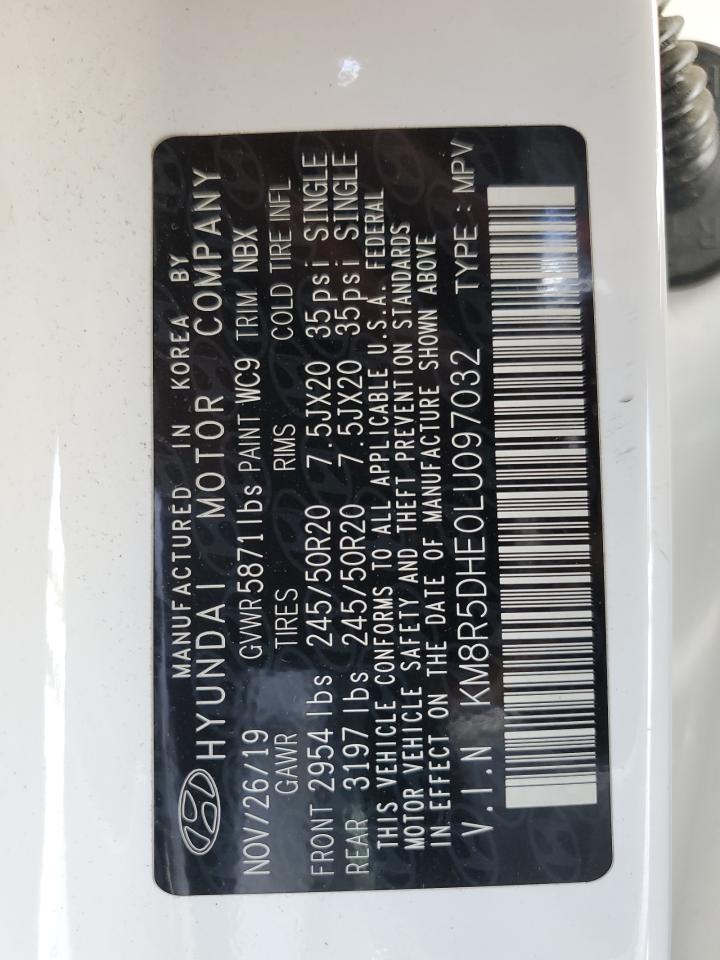 MANUFACTURED IN KOREA BY
HYUNDAI MOTOR COMPANY
NOV/26/19 GVWR5871lbs PAINT WC9 TRIM NBX
GAWR TIRES RIMS COLD TIRE INFL
FRONT 2954 lbs 245/50R20 7.5JX20 35psi SINGLE
REAR 3197 lbs 245/50R20 7.5JX20 35psi SINGLE
THIS VEHICLE CONFORMS TO ALL APPLICABLE U.S.A. FEDERAL
MOTOR VEHICLE SAFETY AND THEFT PREVENTION STANDARDS
IN EFFECT ON THE DATE OF MANUFACTURE SHOWN ABOVE
V.I.N KM8R5DHE0LU097032 TYPE: MPV